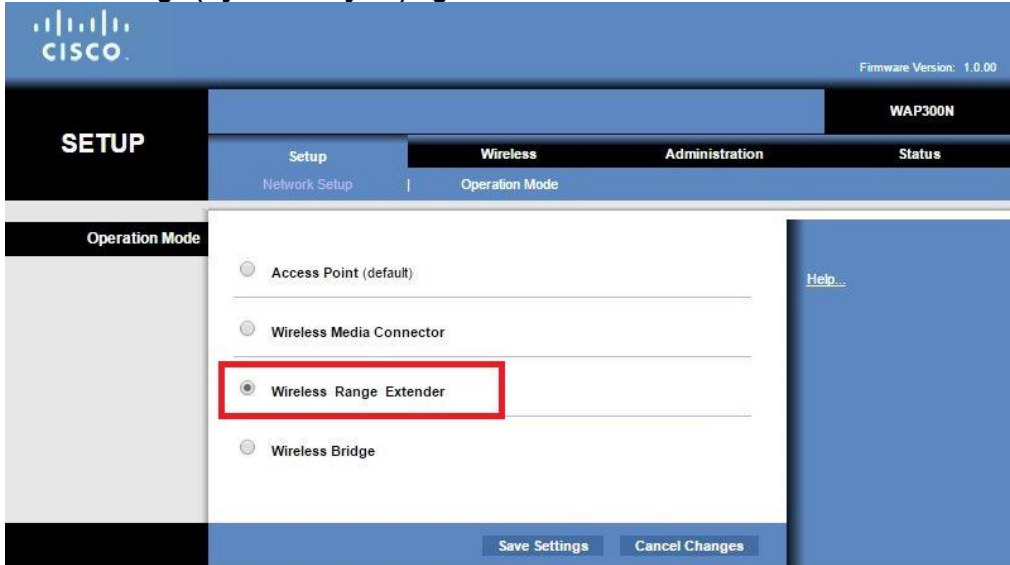 CISCO.
Firmware Version: 1.0.00
WAP300N
SETUP
Setup Wireless Administration Status
Network Setup | Operation Mode
Operation Mode
Access Point (default)
Help...
Wireless Media Connector
Wireless Range Extender
Wireless Bridge
Save Settings Cancel Changes